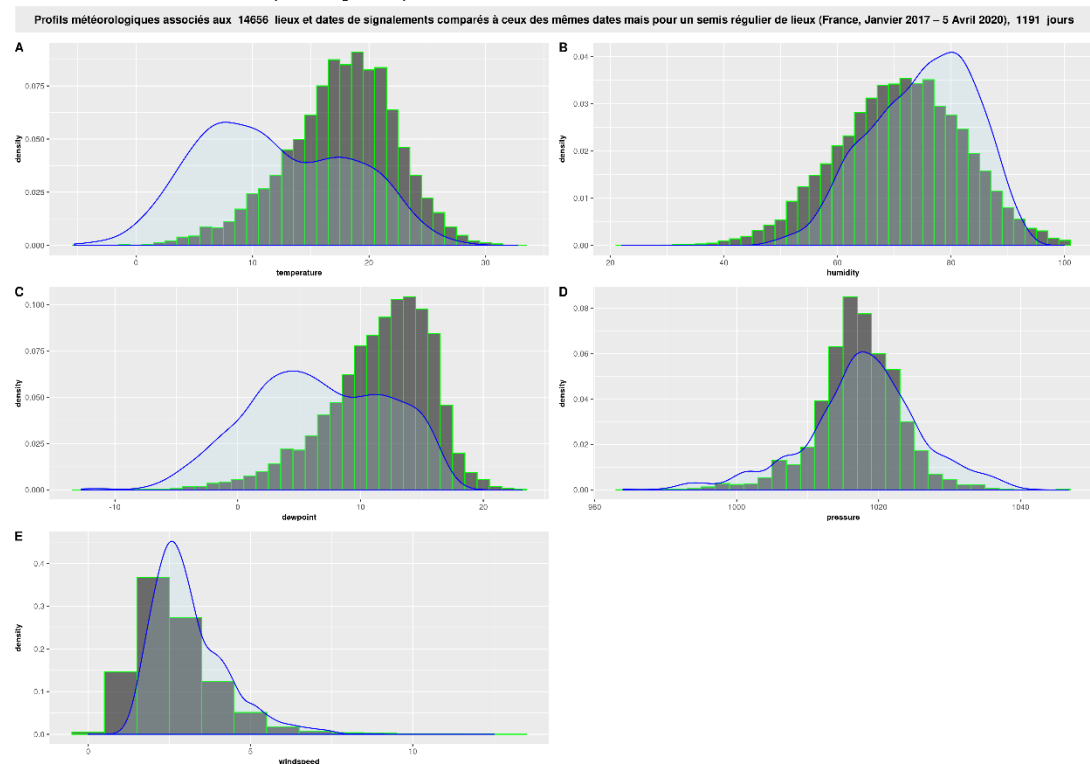 Profils météorologiques associés aux 14656 lieux et dates de signalements comparés à ceux des mêmes dates mais pour un semis régulier de lieux (France, Janvier 2017 – 5 Avril 2020), 1191 jours
A
B
0.075
0.050
0.025
0.000
density
0
10
20
30
temperature
0.04
0.03
0.02
0.01
0.00
density
20
40
60
80
100
humidity
C
D
0.100
0.075
0.050
0.025
0.000
density
-10
0
10
20
dewpoint
0.08
0.06
0.04
0.02
0.00
density
980
1000
1020
1040
pressure
E
0.4
0.3
0.2
0.1
0.0
density
0
5
10
windspeed